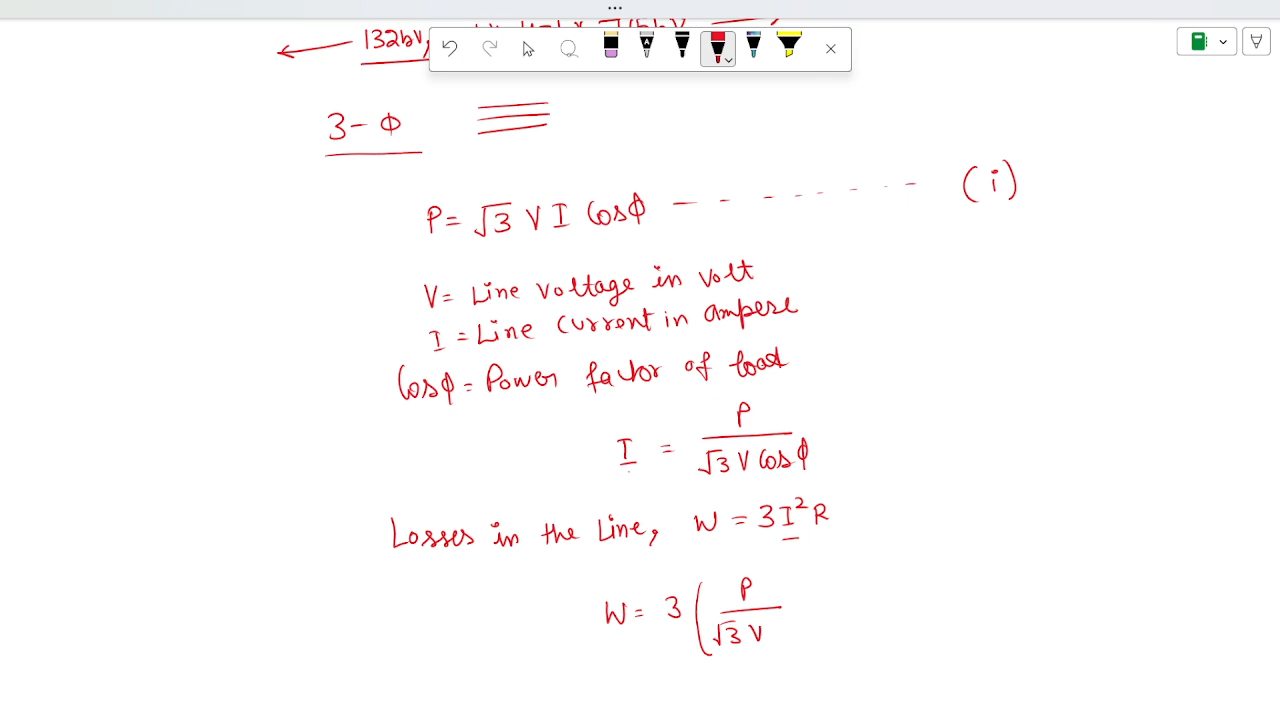 132kV,
3-Φ
P = √3 V I Cosϕ - - - - - - - - (i)
V = Line voltage in volt
I = Line current in ampere
Cosϕ = Power factor of load
I = P / √3 V Cosϕ
Losses in the Line, W = 3I²R
W = 3 ( P / √3 V